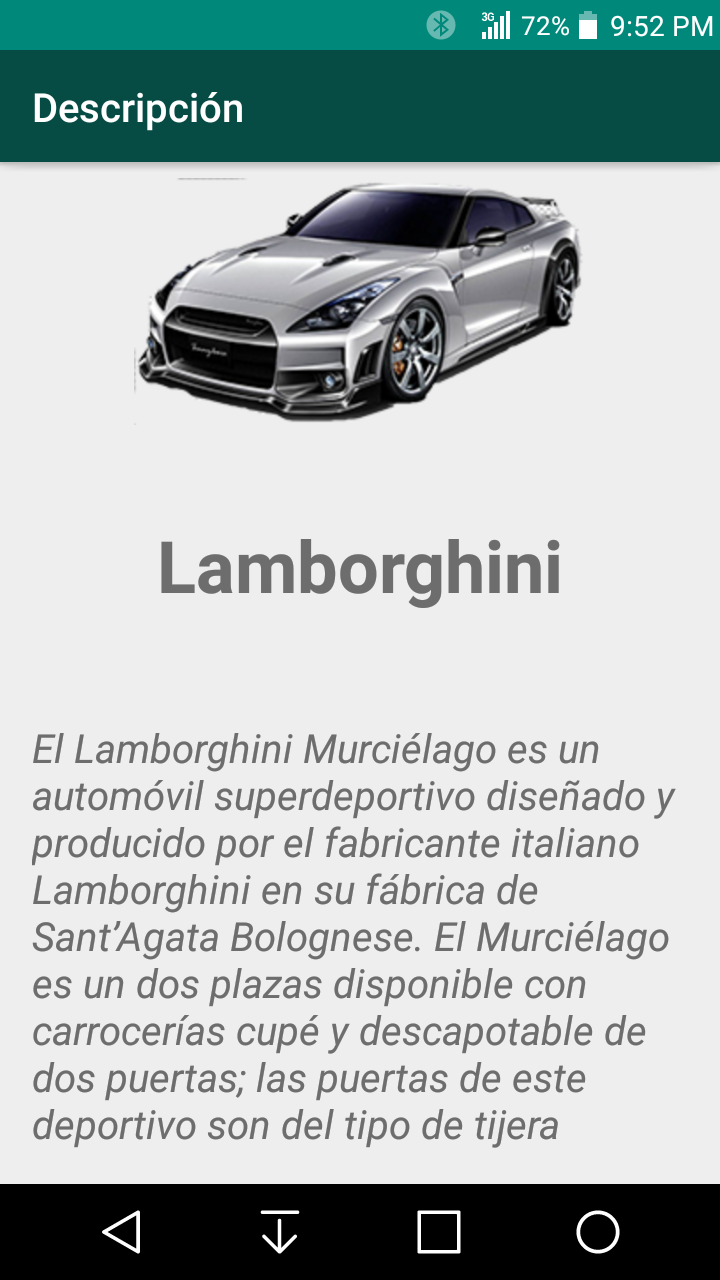 3G 72% 9:52 PM
Descripción
Lamborghini
El Lamborghini Murciélago es un
automóvil superdeportivo diseñado y
producido por el fabricante italiano
Lamborghini en su fábrica de
Sant’Agata Bolognese. El Murciélago
es un dos plazas disponible con
carrocerías cupé y descapotable de
dos puertas; las puertas de este
deportivo son del tipo de tijera